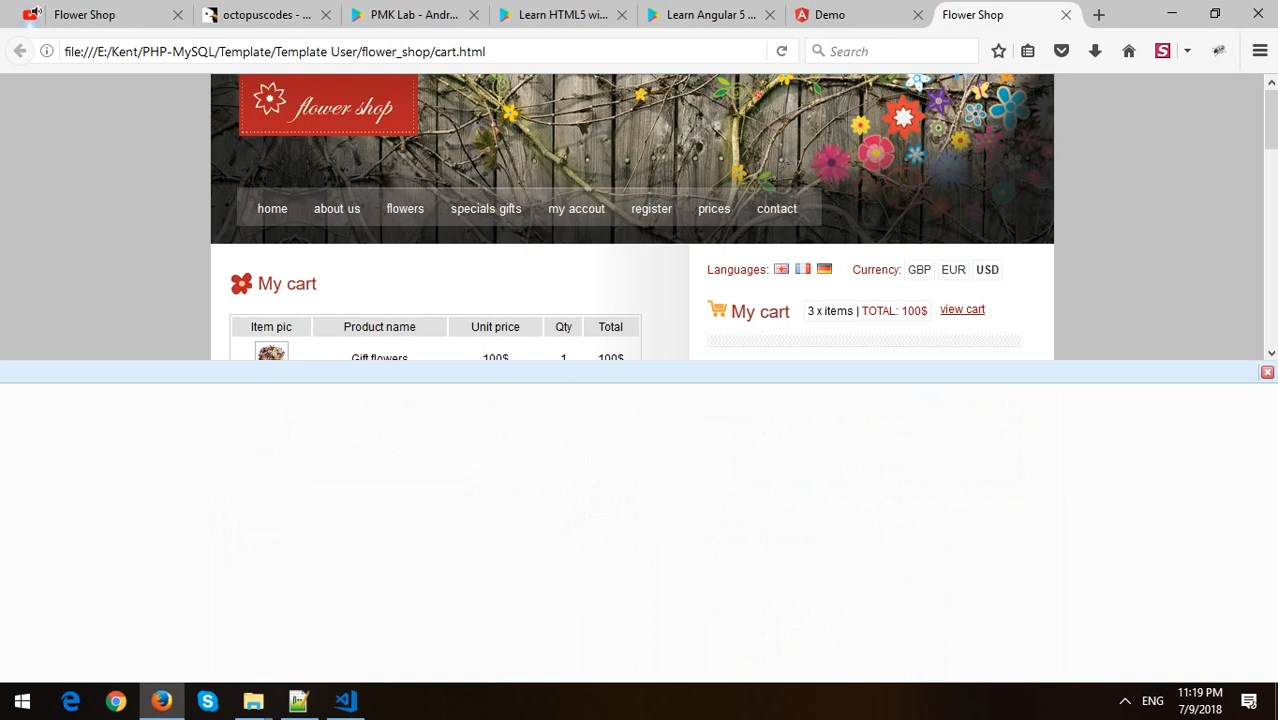 Flower Shop
octopuscodes - ...
PMK Lab - Andr...
Learn HTML5 wi...
Learn Angular 5 ...
Demo
Flower Shop
file:///E:/Kent/PHP-MySQL/Template/Template User/flower_shop/cart.html
Search
S
flower shop
home about us flowers specials gifts my accout register prices contact
Languages: Currency: GBP EUR USD
My cart
My cart 3 x items | TOTAL: 100$ view cart
Item pic Product name Unit price Qty Total
Gift flowers 100$ 1 100$
ENG
11:19 PM
7/9/2018